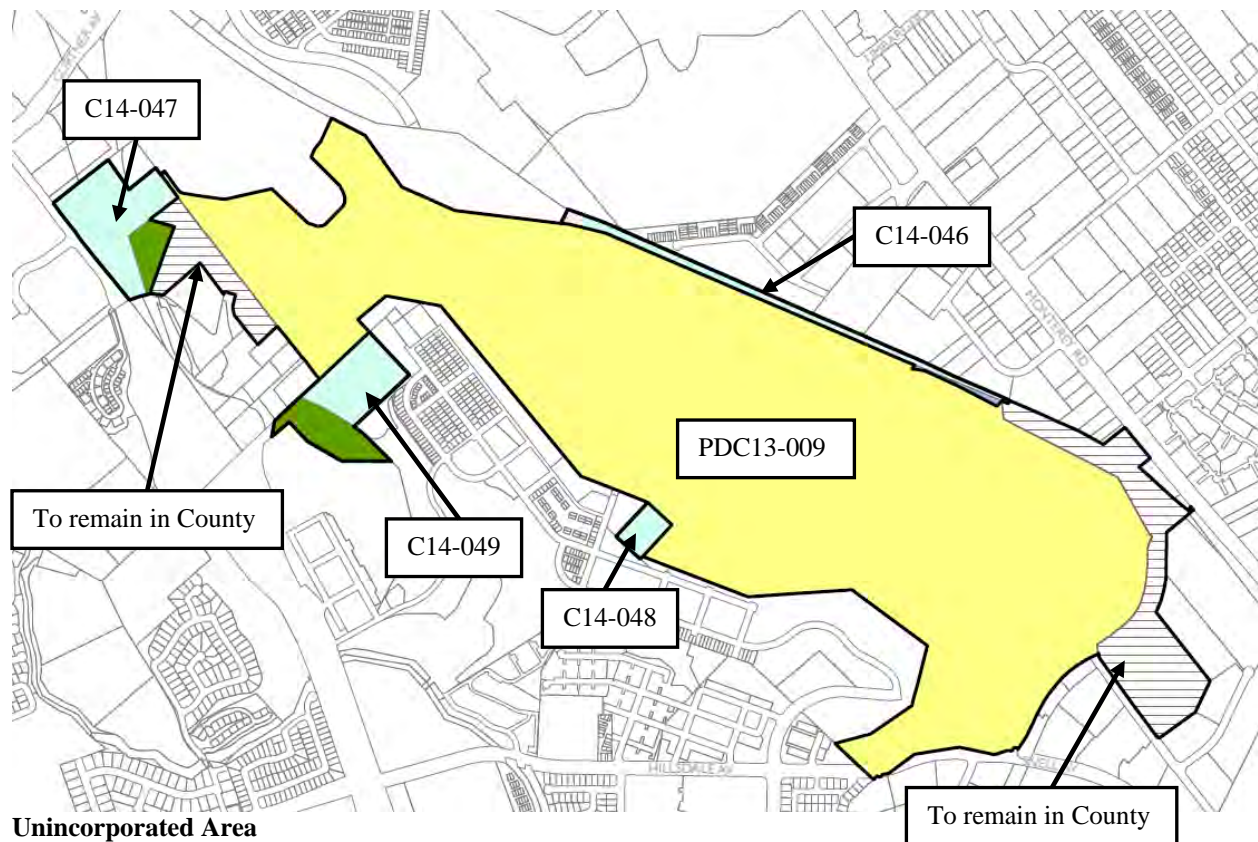 C14-047
C14-046
MONTEREY RD
PDC13-009
To remain in County
C14-049
C14-048
HILLSDALE AV
To remain in County
Unincorporated Area